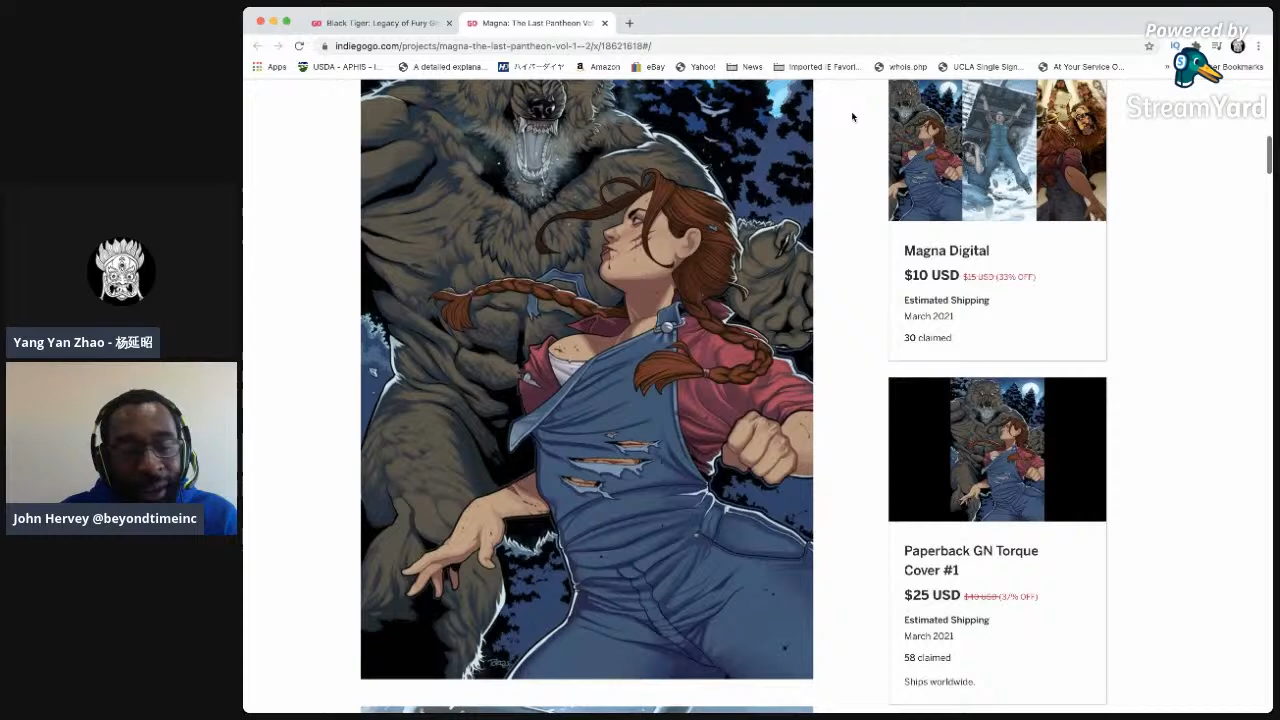 Black Tiger: Legacy of Fury Gr
Magna: The Last Pantheon Vol
Powered by
StreamYard
indiegogo.com/projects/magna-the-last-pantheon-vol-1--2/x/18621618#/
Apps
USDA - APHIS - I...
A detailed explana...
ハイパーダイヤ
Amazon
eBay
Yahoo!
News
Imported IE Favori...
whois.php
UCLA Single Sign...
At Your Service O...
er Bookmarks
Magna Digital
$10 USD $15 USD (33% OFF)
Estimated Shipping
March 2021
30 claimed
Yang Yan Zhao - 杨延昭
John Hervey @beyondtimeinc
Paperback GN Torque
Cover #1
$25 USD $40 USD (37% OFF)
Estimated Shipping
March 2021
58 claimed
Ships worldwide.